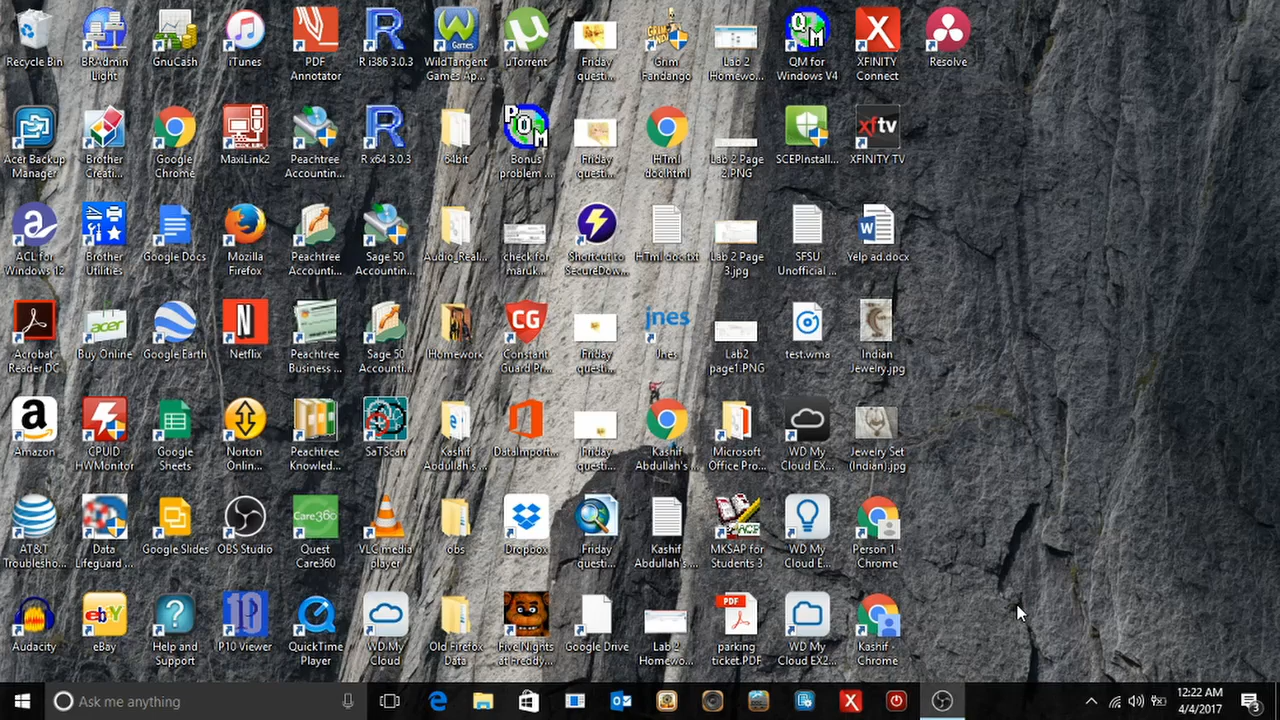 Recycle Bin
BRAdmin
Light
GnuCash
iTunes
PDF
Annotator
R i386 3.0.3
WildTangent
Games Ap...
µTorrent
Friday
questi...
Grim
Fandango
Lab 2
Homewo...
QM for
Windows V4
XFINITY
Connect
Resolve
Acer Backup
Manager
Brother
Creati...
Google
Chrome
MaxiLink2
Peachtree
Accountin...
R x64 3.0.3
64bit
Bonus
problem ...
Friday
questi...
HTml
doc.html
Lab 2 Page
2.PNG
SCEPInstall...
XFINITY TV
ACL for
Windows 12
Brother
Utilities
Google Docs
Mozilla
Firefox
Peachtree
Accounti...
Sage 50
Accountin...
Audio_Real...
check for
maruk...
Shortcut to
SecureDow...
HTml doc.txt
Lab 2 Page
3.jpg
SFSU
Unofficial ...
Yelp ad.docx
Acrobat
Reader DC
Buy Online
Google Earth
Netflix
Peachtree
Business ...
Sage 50
Accounti...
Homework
Constant
Guard Pr...
Friday
questi...
Jnes
Lab2
page1.PNG
test.wma
Indian
Jewelry.jpg
Amazon
CPUID
HWMonitor
Google
Sheets
Norton
Onlin...
Peachtree
Knowled...
SaTScan
Kashif
Abdullah's ...
DataImport...
Friday
questi...
Kashif
Abdullah's ...
Microsoft
Office Pro...
WD My
Cloud EX...
Jewelry Set
(Indian).jpg
AT&T
Troublesho...
Data
Lifeguard ...
Google Slides
OBS Studio
Quest
Care360
VLC media
player
obs
Dropbox
Friday
questi...
Kashif
Abdullah's...
MKSAP for
Students 3
WD My
Cloud E...
Person 1 -
Chrome
Audacity
eBay
Help and
Support
P10 Viewer
QuickTime
Player
WD My
Cloud
Old Firefox
Data
Five Nights
at Freddy...
Google Drive
Lab 2
Homewo...
parking
ticket.PDF
WD My
Cloud EX2...
Kashif -
Chrome
Ask me anything
12:22 AM
4/4/2017
3